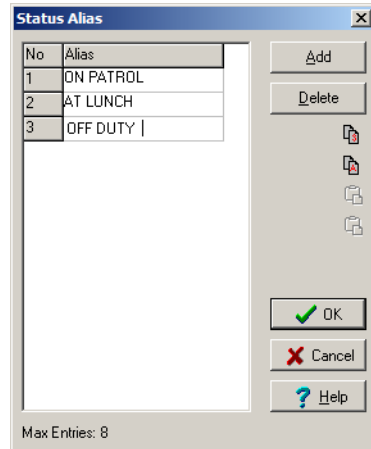 Status Alias
No Alias
1 ON PATROL
2 AT LUNCH
3 OFF DUTY
Add
Delete
S
A
OK
Cancel
? Help
Max Entries: 8